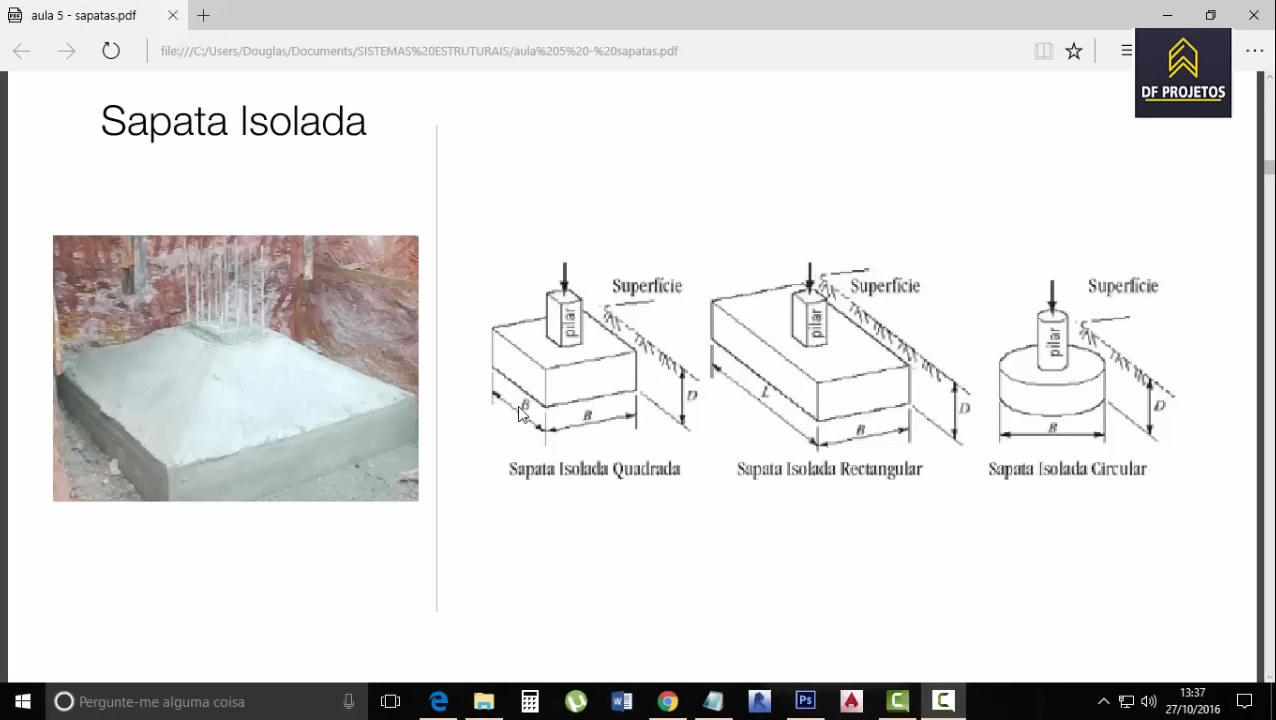 aula 5 - sapatas.pdf
file:///C:/Users/Douglas/Documents/SISTEMAS%20ESTRUTURAIS/aula%205%20-%20sapatas.pdf
DF PROJETOS
Sapata Isolada
Superfície
pilar
D
B
B
Sapata Isolada Quadrada
Superfície
pilar
D
L
B
Sapata Isolada Rectangular
Superfície
pilar
D
B
Sapata Isolada Circular
Pergunte-me alguma coisa
W
Ps
13:37
27/10/2016